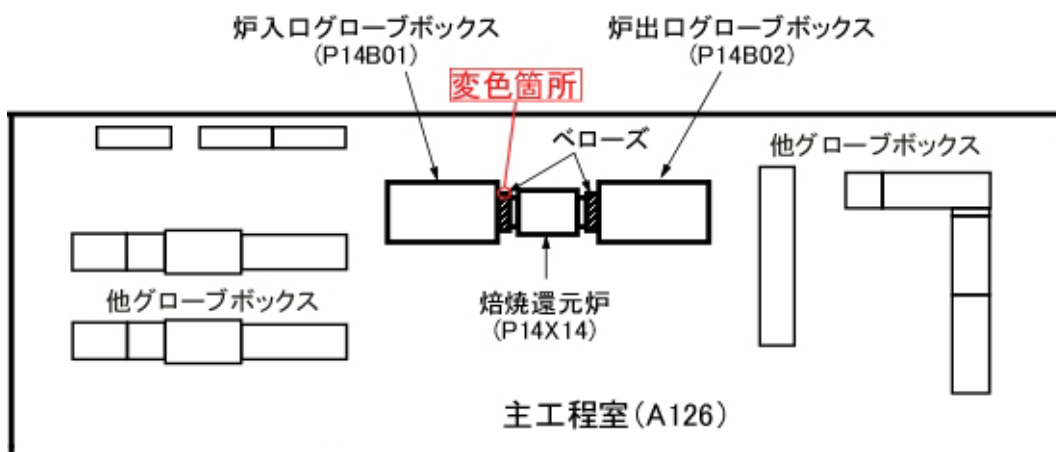 炉入口グローブボックス
(P14B01)
炉出口グローブボックス
(P14B02)
変色箇所
ベローズ
他グローブボックス
他グローブボックス
焙焼還元炉
(P14X14)
主工程室(A126)